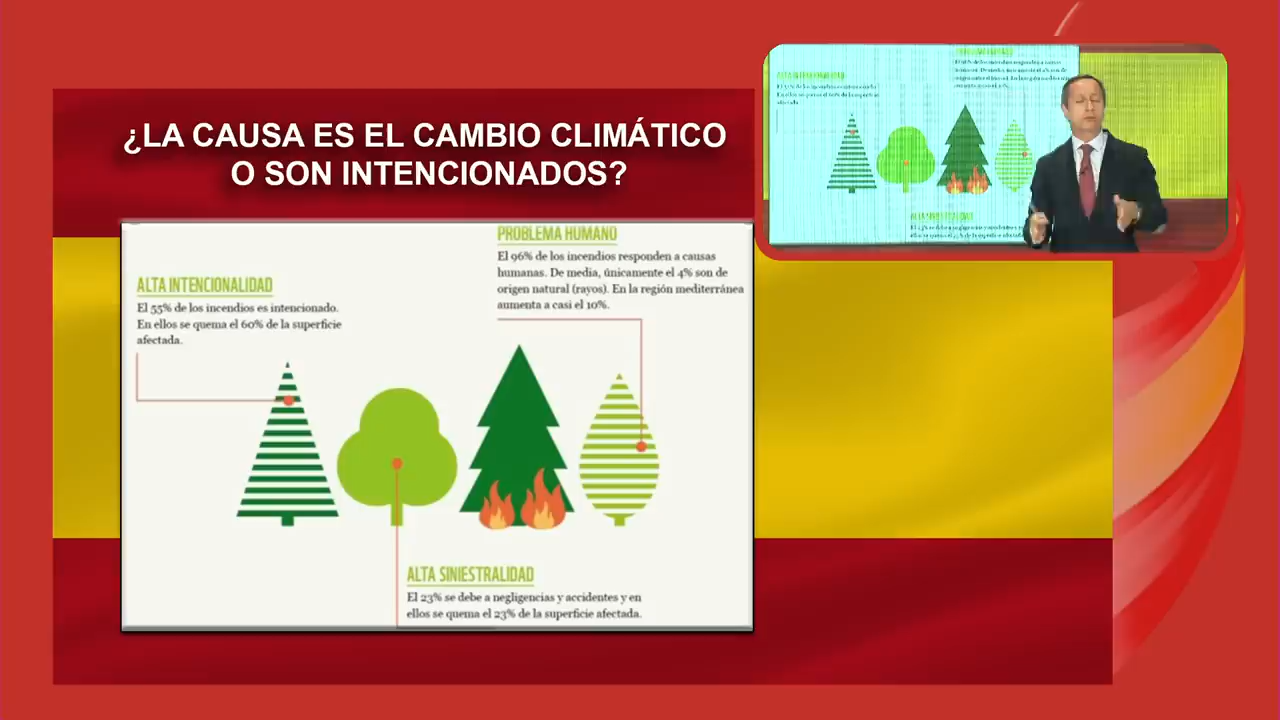 ¿LA CAUSA ES EL CAMBIO CLIMÁTICO
O SON INTENCIONADOS?
ALTA INTENCIONALIDAD
El 55% de los incendios es intencionado.
En ellos se quema el 60% de la superficie
afectada.
PROBLEMA HUMANO
El 96% de los incendios responden a causas
humanas. De media, únicamente el 4% son de
origen natural (rayos). En la región mediterránea
aumenta a casi el 10%.
ALTA SINIESTRALIDAD
El 23% se debe a negligencias y accidentes y en
ellos se quema el 23% de la superficie afectada.